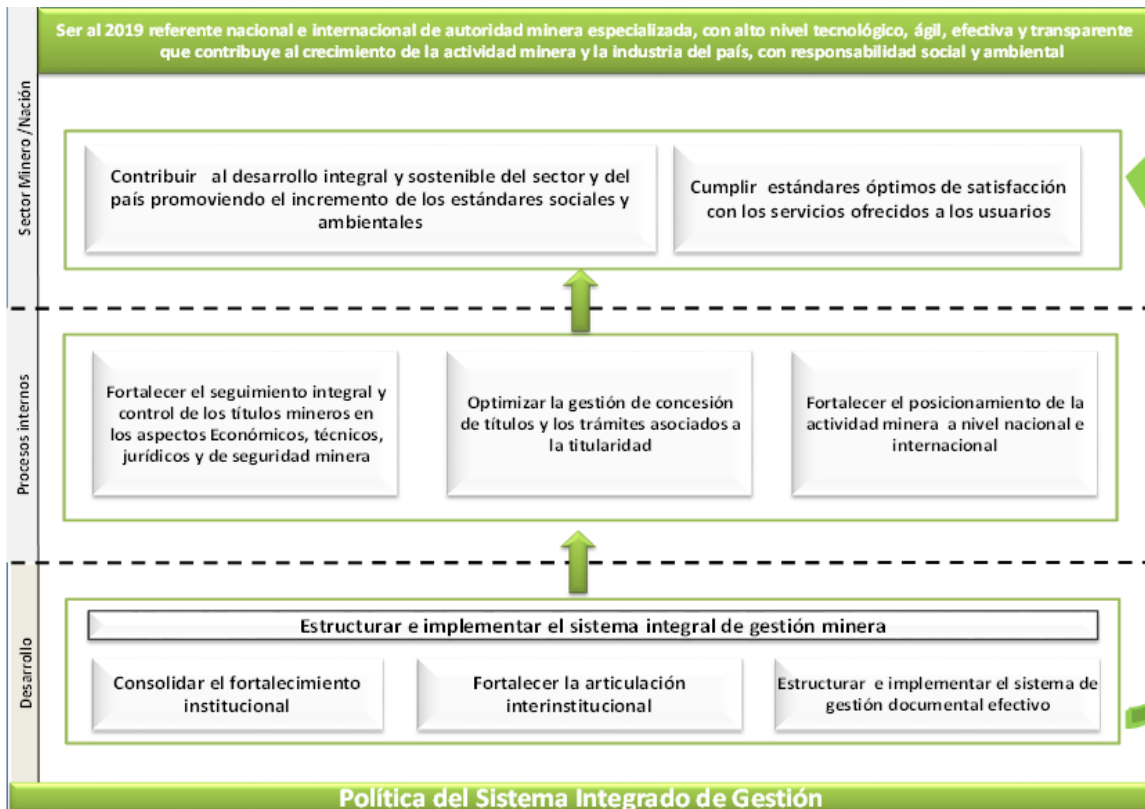 Ser al 2019 referente nacional e internacional de autoridad minera especializada, con alto nivel tecnológico, ágil, efectiva y transparente
que contribuye al crecimiento de la actividad minera y la industria del país, con responsabilidad social y ambiental
Sector Minero /Nación
Contribuir al desarrollo integral y sostenible del sector y del
país promoviendo el incremento de los estándares sociales y
ambientales
Cumplir estándares óptimos de satisfacción
con los servicios ofrecidos a los usuarios
Procesos internos
Fortalecer el seguimiento integral y
control de los títulos mineros en
los aspectos Económicos, técnicos,
jurídicos y de seguridad minera
Optimizar la gestión de concesión
de títulos y los trámites asociados a
la titularidad
Fortalecer el posicionamiento de la
actividad minera a nivel nacional e
internacional
Desarrollo
Estructurar e implementar el sistema integral de gestión minera
Consolidar el fortalecimiento
institucional
Fortalecer la articulación
interinstitucional
Estructurar e implementar el sistema de
gestión documental efectivo
Política del Sistema Integrado de Gestión